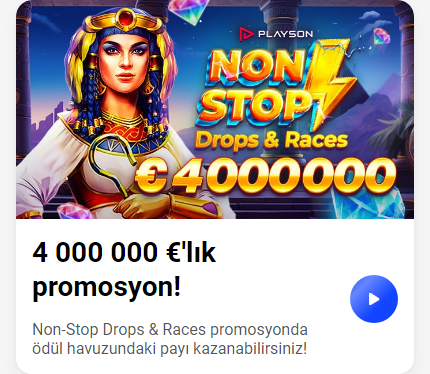 PLAYSON
NON
STOP
Drops & Races
€4000000
4 000 000 €'lık
promosyon!
Non-Stop Drops & Races promosyonda
ödül havuzundaki payı kazanabilirsiniz!